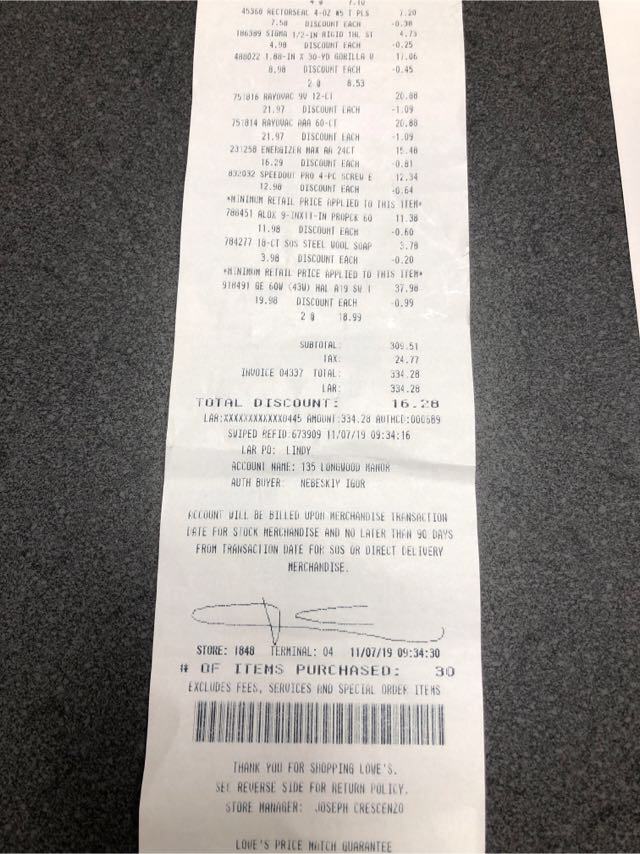 45360 RECTORSEAL 4-OZ #5 T PLS 7.20
7.58 DISCOUNT EACH -0.38
186389 SIGMA 1/2-IN RIGID 1HL ST 4.73
4.98 DISCOUNT EACH -0.25
488022 1.88-IN X 30-YD GORILLA W 17.06
8.98 DISCOUNT EACH -0.45
2 @ 8.53
751816 RAYOVAC 9V 12-CT 20.88
21.97 DISCOUNT EACH -1.09
751814 RAYOVAC AAA 60-CT 20.88
21.97 DISCOUNT EACH -1.09
231258 ENERGIZER MAX AA 24CT 15.48
16.29 DISCOUNT EACH -0.81
832032 SPEEDOUT PRO 4-PC SCREW E 12.34
12.98 DISCOUNT EACH -0.64
*MINIMUM RETAIL PRICE APPLIED TO THIS ITEM*
780451 ALOX 9-INX11-IN PROPCK 60 11.38
11.98 DISCOUNT EACH -0.60
784277 18-CT SOS STEEL WOOL SOAP 3.78
3.98 DISCOUNT EACH -0.20
*MINIMUM RETAIL PRICE APPLIED TO THIS ITEM*
918491 GE 60W (43W) HAL A19 SW 1 37.98
19.98 DISCOUNT EACH -0.99
2 @ 18.99
SUBTOTAL: 309.51
TAX: 24.77
INVOICE 04337 TOTAL: 334.28
LAR: 334.28
TOTAL DISCOUNT: 16.28
LAR:XXXXXXXXXXXX0445 AMOUNT:334.28 AUTHCD:000689
SWIPED REFID:673909 11/07/19 09:34:16
LAR PO: LINDY
ACCOUNT NAME: 135 LONGWOOD MANOR
AUTH BUYER: NEBESKIY IGOR
ACCOUNT WILL BE BILLED UPON MERCHANDISE TRANSACTION
DATE FOR STOCK MERCHANDISE AND NO LATER THAN 90 DAYS
FROM TRANSACTION DATE FOR SOS OR DIRECT DELIVERY
MERCHANDISE.
STORE: 1848 TERMINAL: 04 11/07/19 09:34:30
# OF ITEMS PURCHASED: 30
EXCLUDES FEES, SERVICES AND SPECIAL ORDER ITEMS
THANK YOU FOR SHOPPING LOWE'S.
SEE REVERSE SIDE FOR RETURN POLICY.
STORE MANAGER: JOSEPH CRESCENZO
LOWE'S PRICE MATCH GUARANTEE